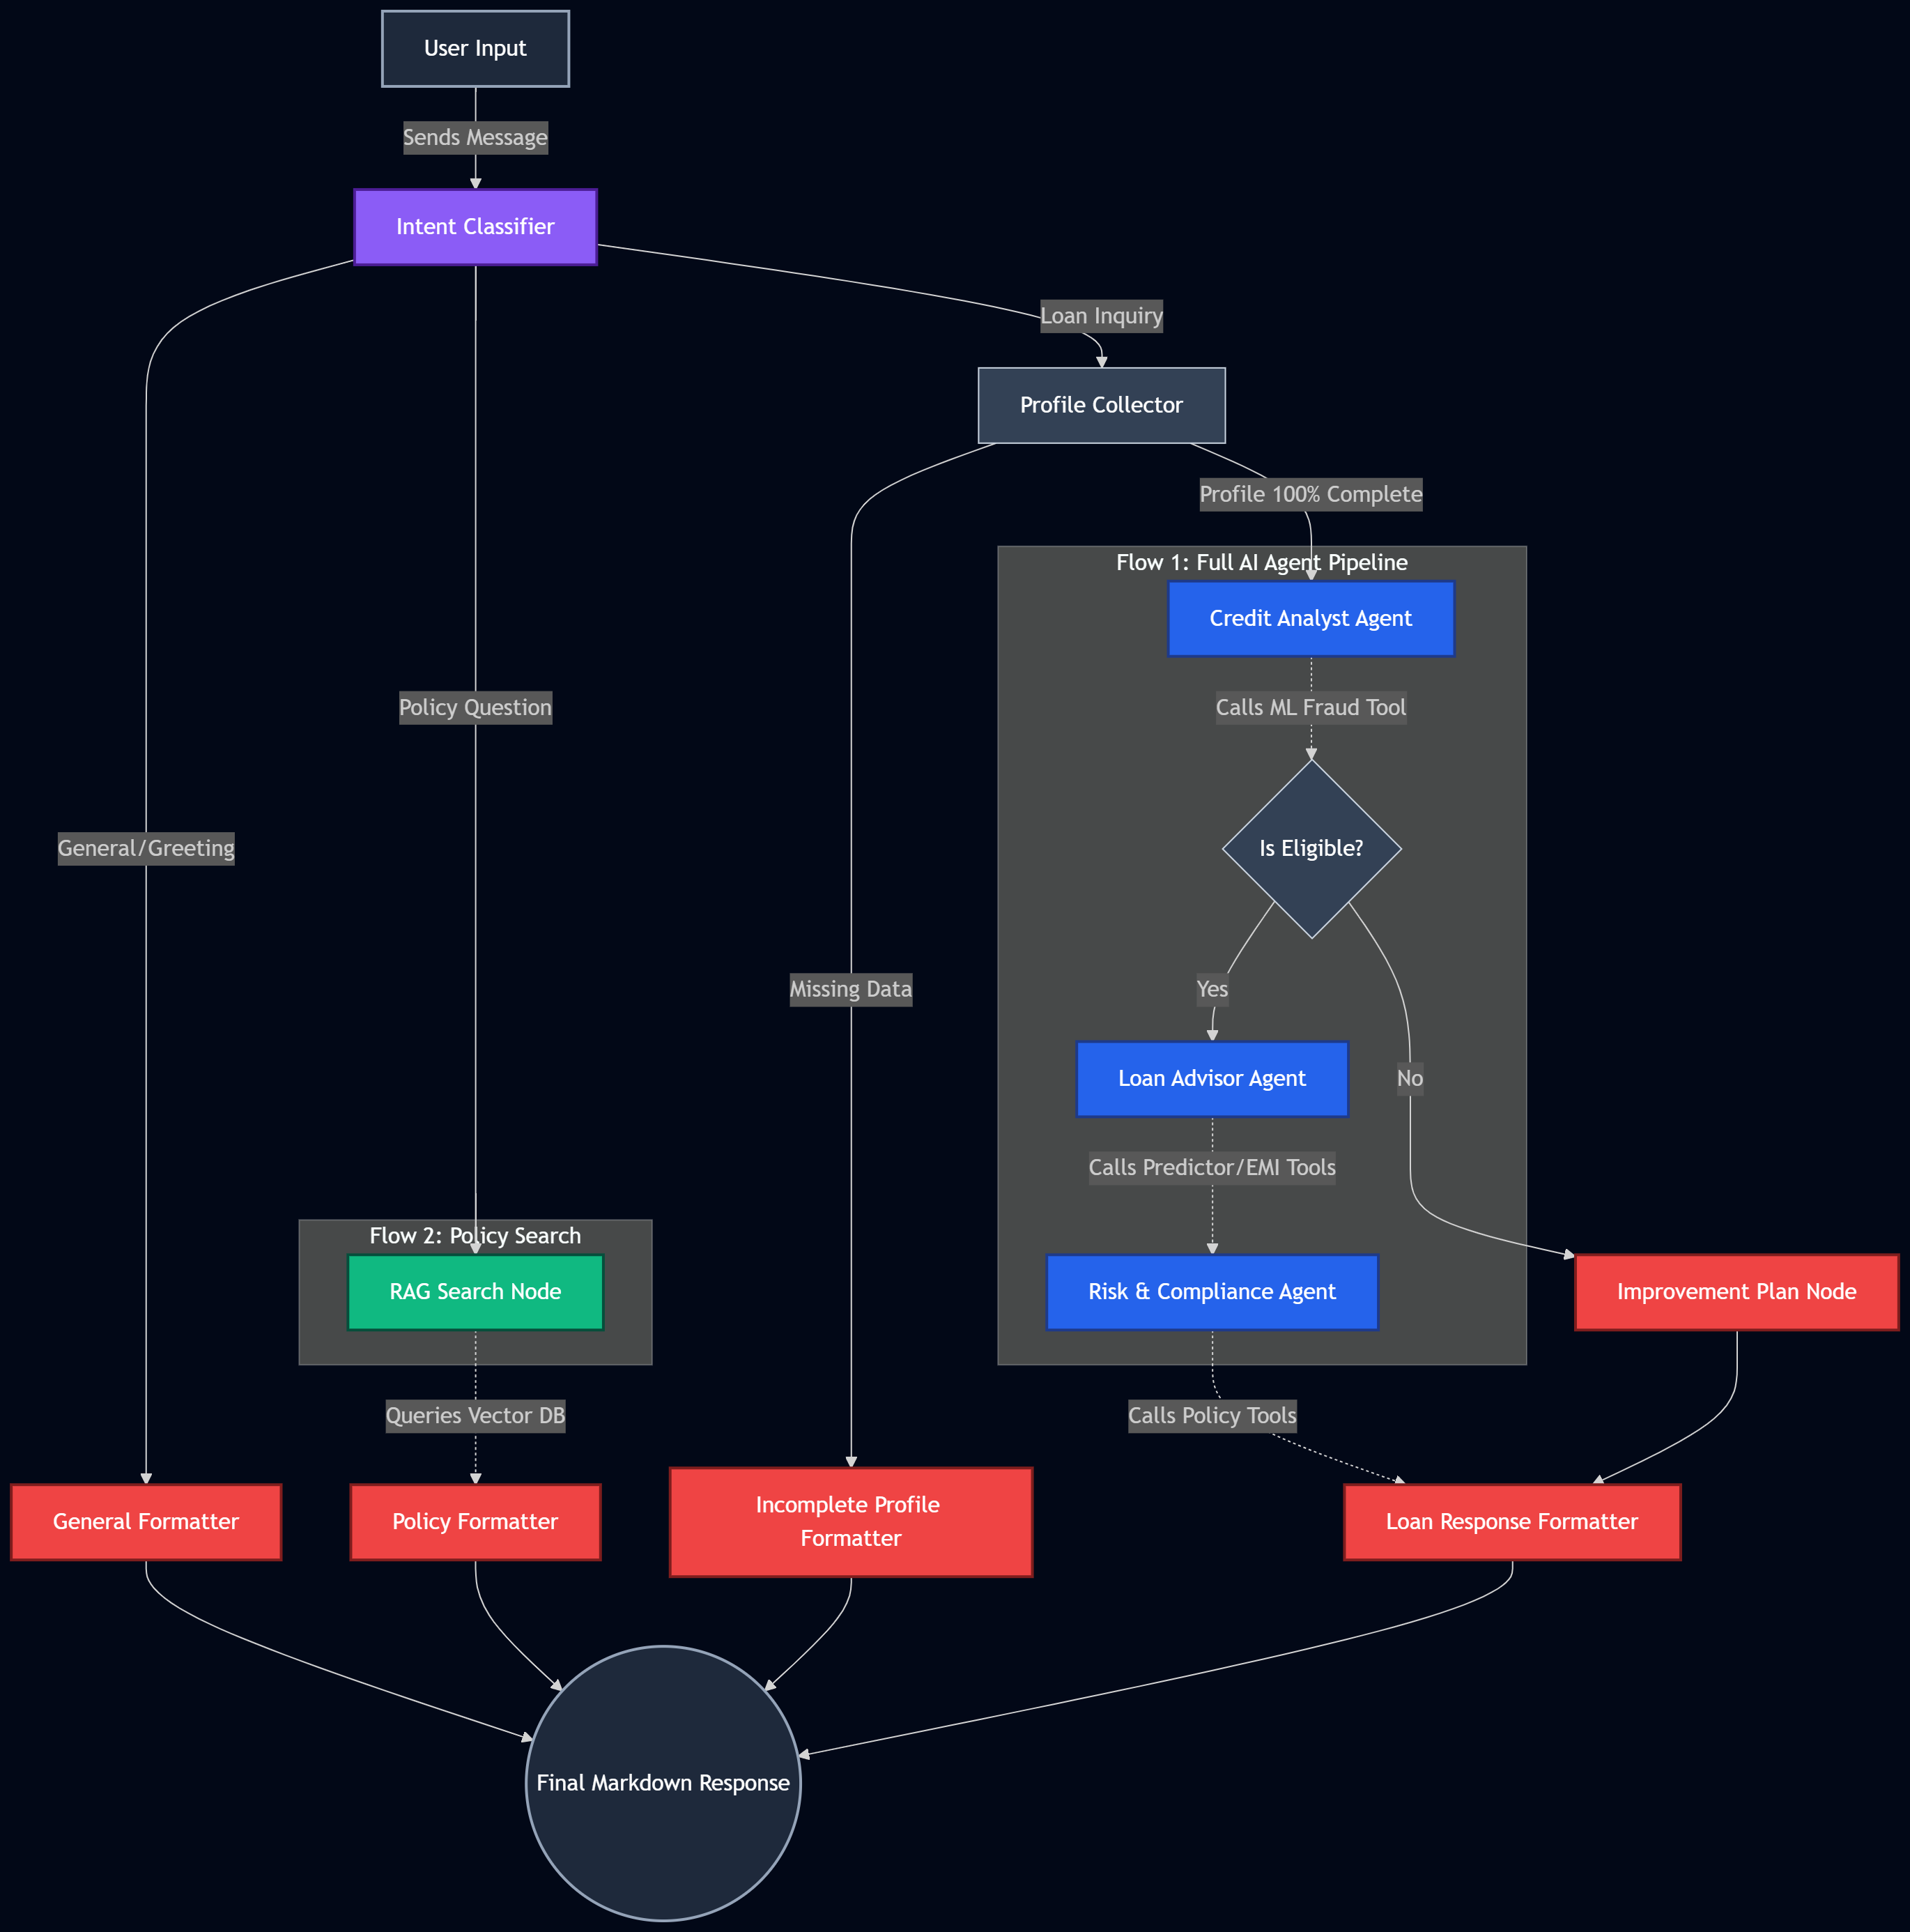 User Input
Sends Message
Intent Classifier
Loan Inquiry
Profile Collector
Profile 100% Complete
Flow 1: Full AI Agent Pipeline
Credit Analyst Agent
Policy Question
Calls ML Fraud Tool
General/Greeting
Is Eligible?
Missing Data
Yes
Loan Advisor Agent
No
Calls Predictor/EMI Tools
Flow 2: Policy Search
RAG Search Node
Risk & Compliance Agent
Improvement Plan Node
Queries Vector DB
Calls Policy Tools
General Formatter
Policy Formatter
Incomplete Profile
Formatter
Loan Response Formatter
Final Markdown Response